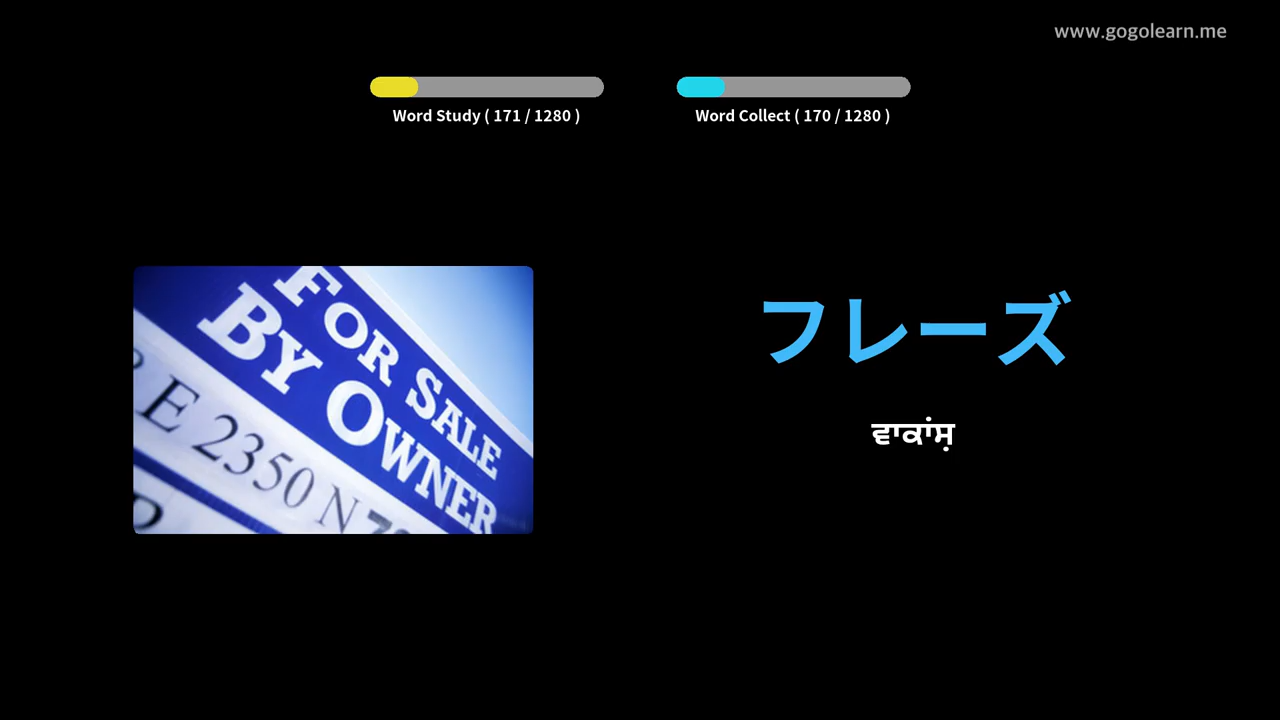 www.gogolearn.me
Word Study ( 171 / 1280 )
Word Collect ( 170 / 1280 )
FOR SALE
BY OWNER
E 2350 N
フレーズ
ਵਾਕਾਂਸ਼